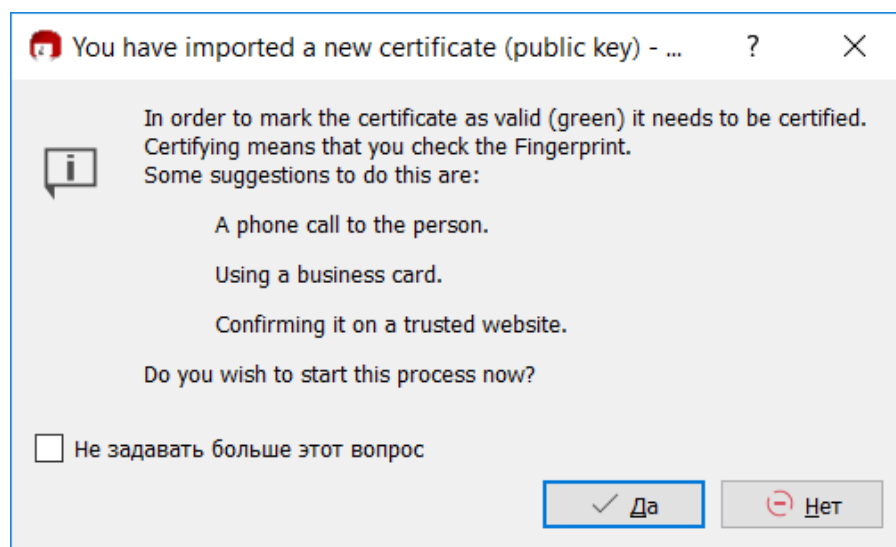 You have imported a new certificate (public key) - ...
In order to mark the certificate as valid (green) it needs to be certified.
Certifying means that you check the Fingerprint.
Some suggestions to do this are:
A phone call to the person.
Using a business card.
Confirming it on a trusted website.
Do you wish to start this process now?
Не задавать больше этот вопрос
Да
Нет